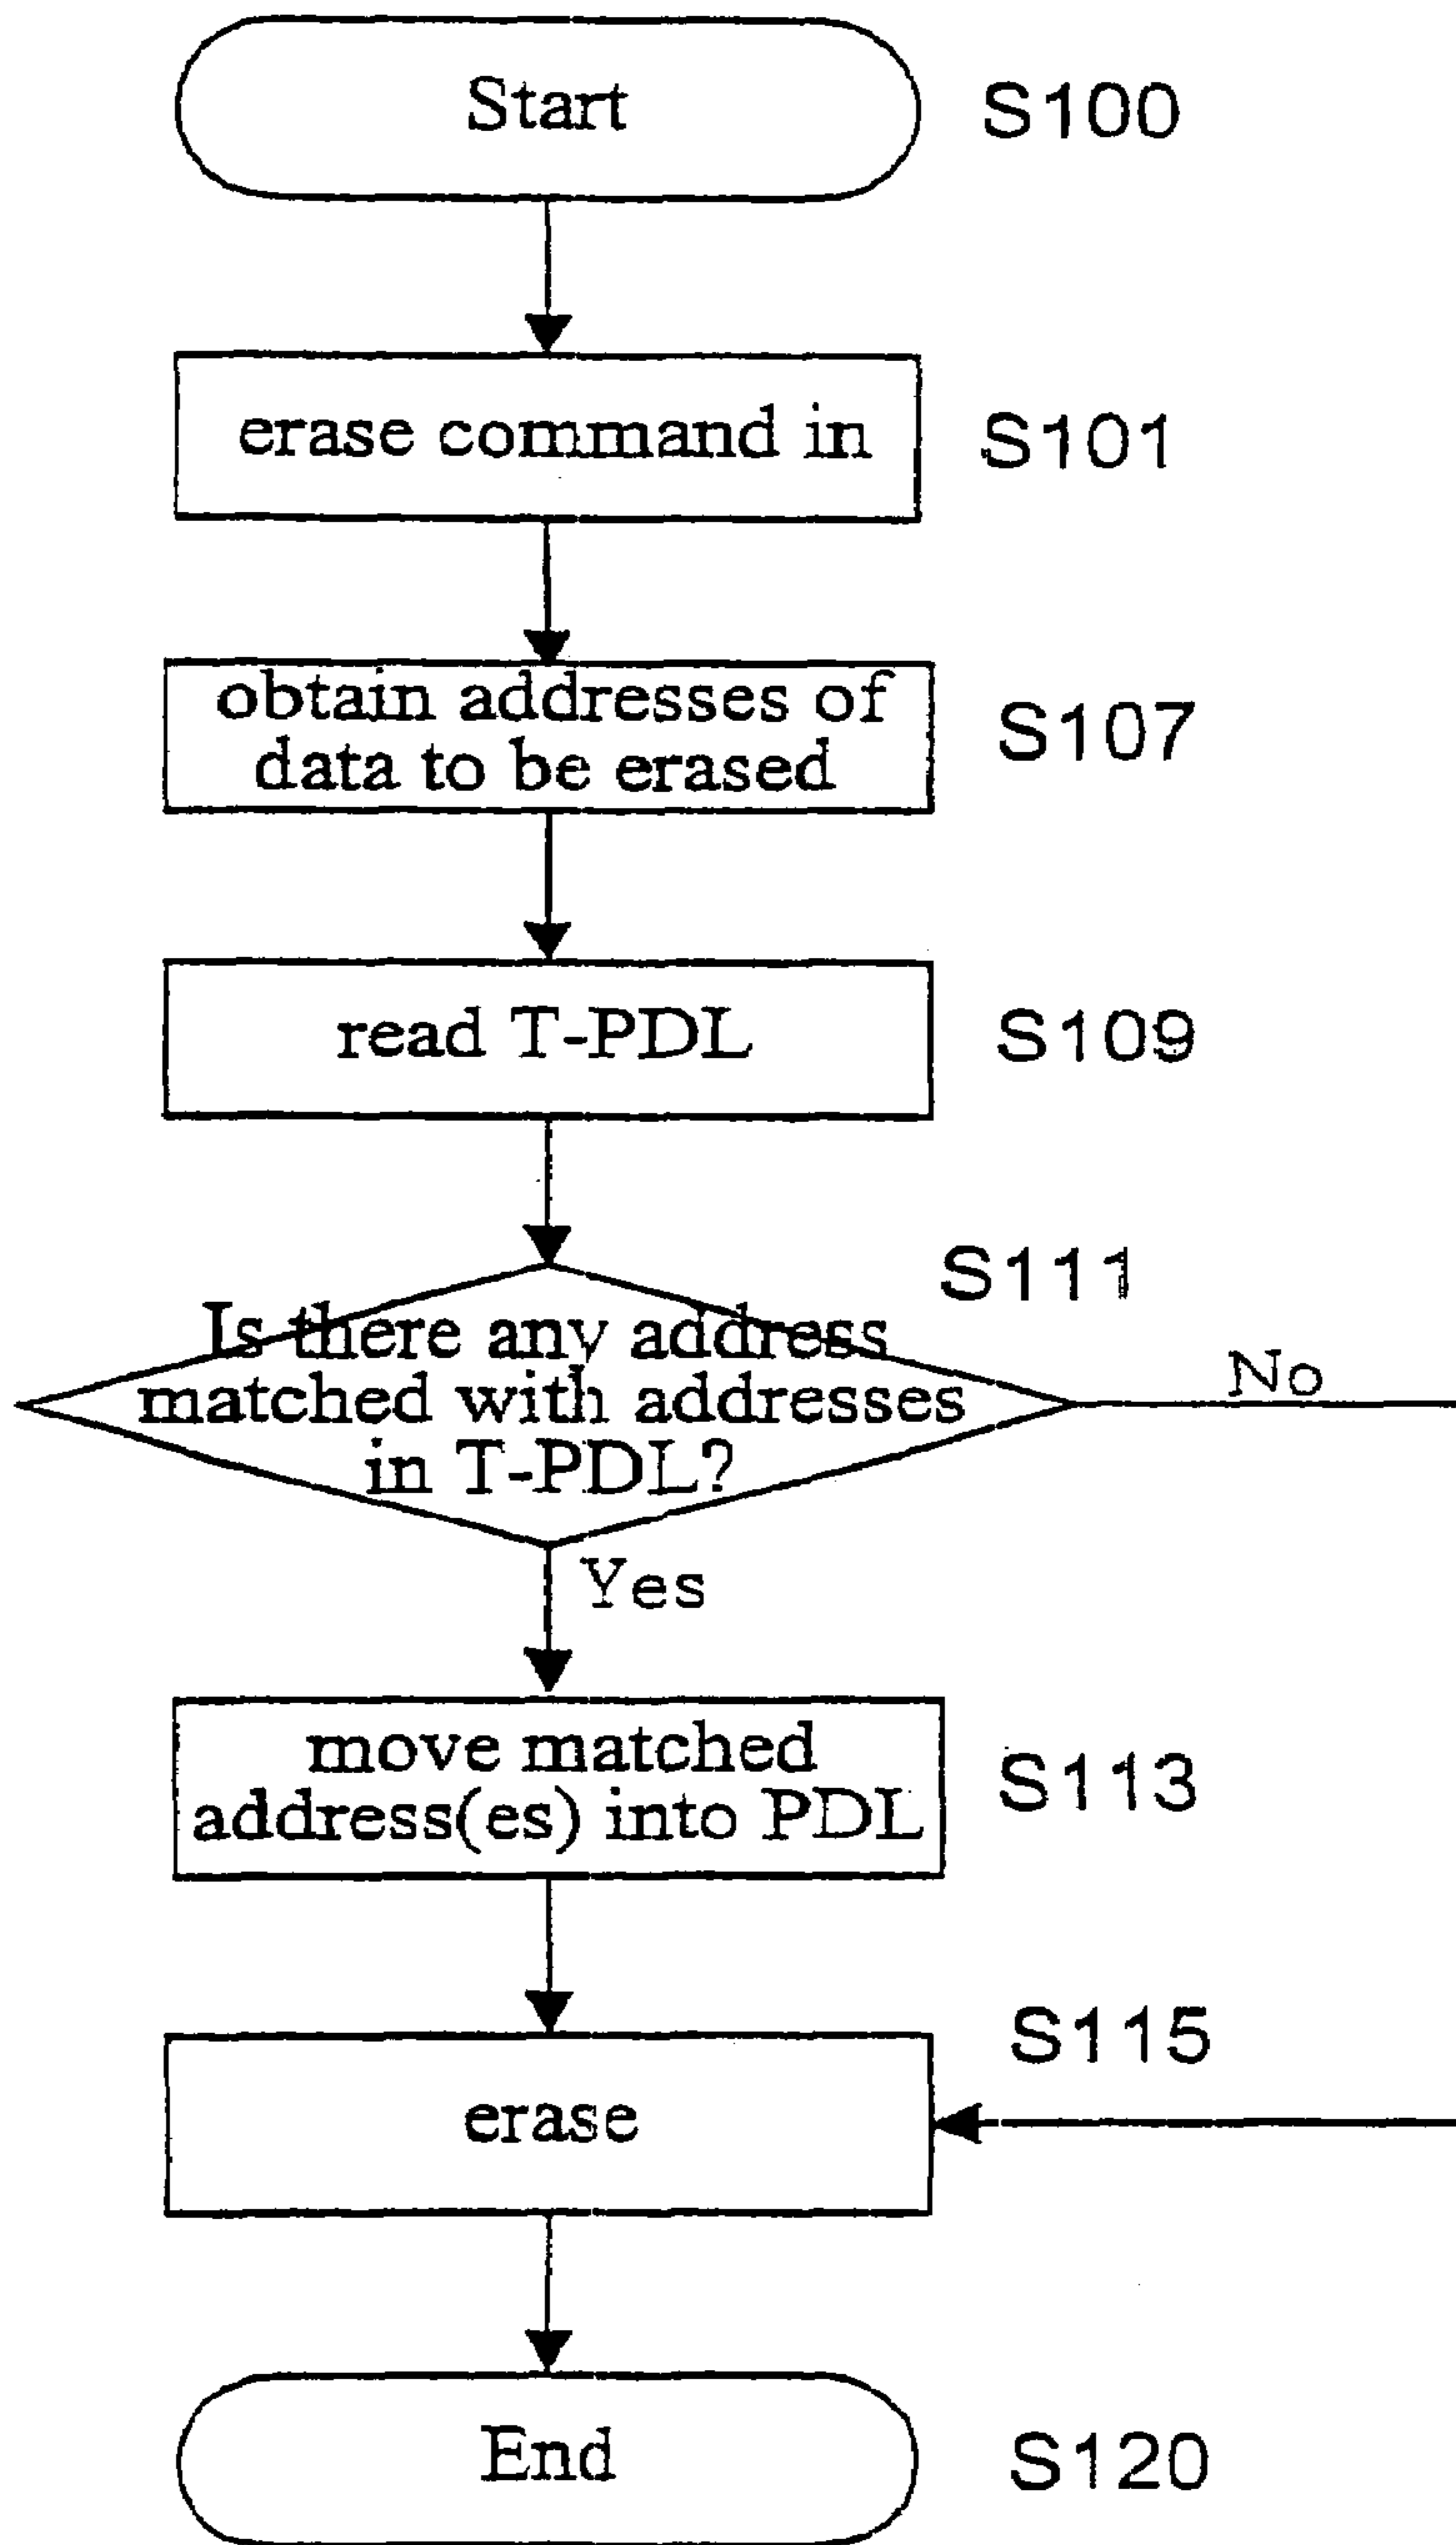 Start
S100
erase command in
S101
obtain addresses of
data to be erased
S107
read T-PDL
S109
S111
Is there any address
matched with addresses
in T-PDL?
No
Yes
move matched
address(es) into PDL
S113
S115
erase
End
S120